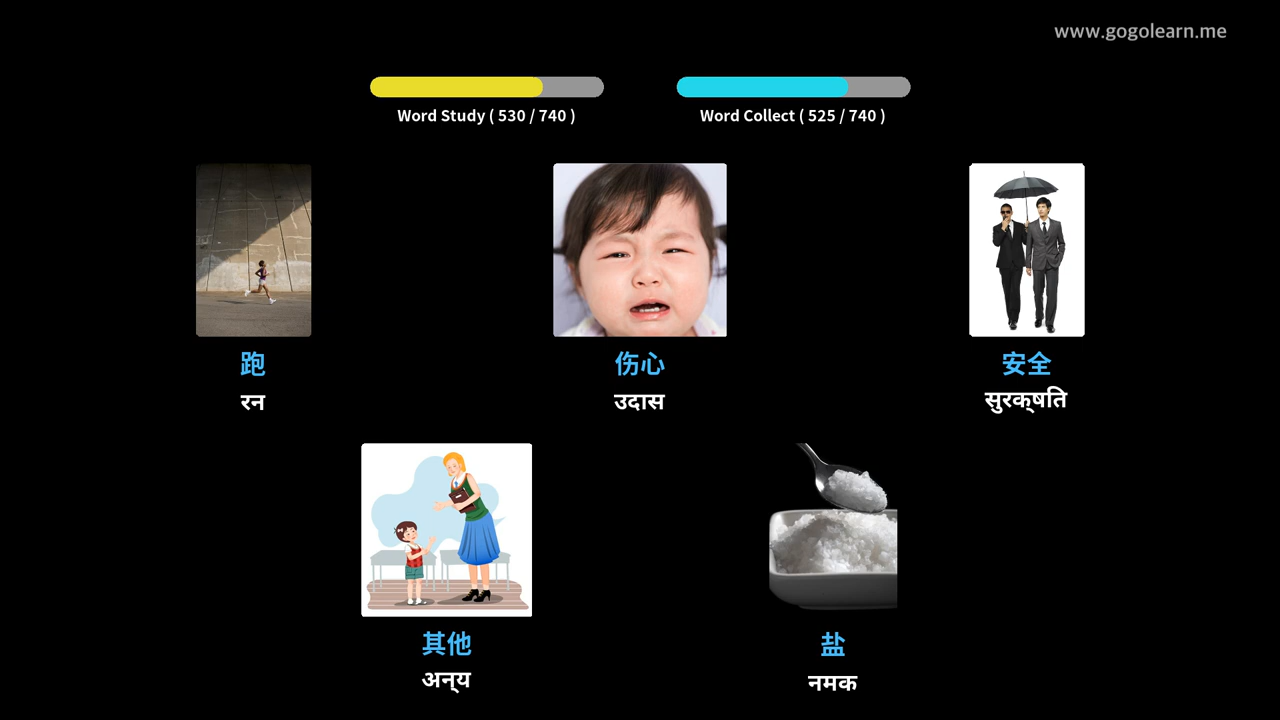 www.gogolearn.me
Word Study ( 530 / 740 )
Word Collect ( 525 / 740 )
跑
रन
伤心
उदास
安全
सुरक्षति
其他
अन्य
盐
नमक